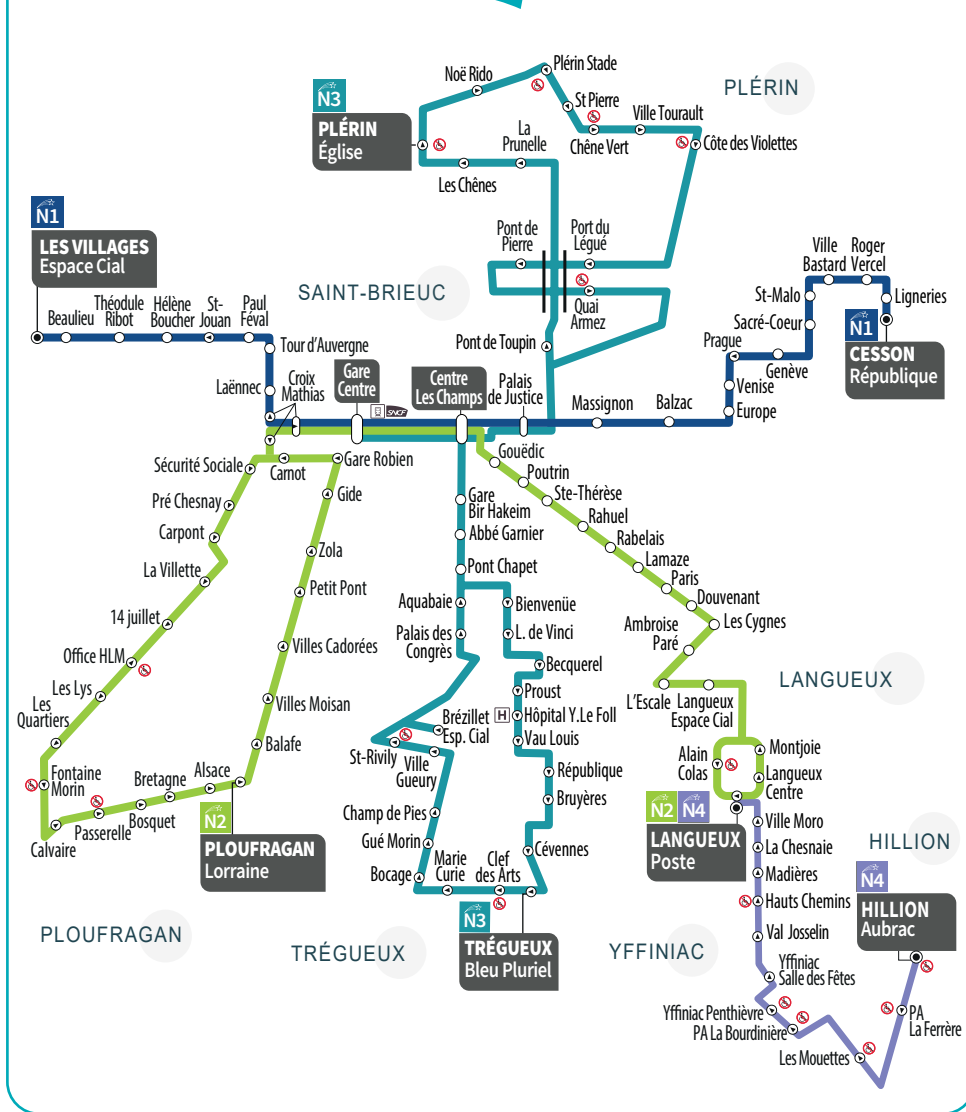 N3
PLÉRIN
Église
Noë Rido
Plérin Stade
St Pierre
Chêne Vert
Ville Tourault
Côte des Violettes
PLÉRIN
La
Prunelle
Les Chênes
Pont de
Pierre
Port du
Légué
Quai
Armez
Pont de Toupin
SAINT-BRIEUC
N1
LES VILLAGES
Espace Cial
Beaulieu
Théodule
Ribot
Hélène
Boucher
St-
Jouan
Paul
Féval
Tour d'Auvergne
Laënnec
Croix
Mathias
Gare
Centre
SNCF
Centre
Les Champs
Palais
de Justice
Massignon
Balzac
Europe
Venise
Prague
Genève
Sacré-Coeur
St-Malo
Ville
Bastard
Roger
Vercel
Ligneries
N1
CESSON
République
Sécurité Sociale
Carnot
Gare Robien
Pré Chesnay
Gide
Carpont
Zola
La Villette
Petit Pont
14 juillet
Villes Cadorées
Office HLM
Les Lys
Villes Moisan
Les
Quartiers
Balafe
Fontaine
Morin
Calvaire
Passerelle
Bosquet
Bretagne
Alsace
N2
PLOUFRAGAN
Lorraine
PLOUFRAGAN
Gouëdic
Poutrin
Ste-Thérèse
Rahuel
Rabelais
Lamaze
Paris
Douvenant
Les Cygnes
Ambroise
Paré
L'Escale
Langueux
Espace Cial
LANGUEUX
Alain
Colas
Montjoie
Langueux
Centre
N2
N4
LANGUEUX
Poste
Gare
Bir Hakeim
Abbé Garnier
Pont Chapet
Aquabaie
Bienvenüe
Palais des
Congrès
L. de Vinci
Becquerel
Proust
H
Hôpital Y.Le Foll
Vau Louis
Brézillet
Esp. Cial
St-Rivily
Ville
Gueury
République
Bruyères
Champ de Pies
Gué Morin
Cévennes
Bocage
Marie
Curie
Clef
des Arts
N3
TRÉGUEUX
Bleu Pluriel
TRÉGUEUX
Ville Moro
La Chesnaie
Madières
Hauts Chemins
Val Josselin
YFFINIAC
Yffiniac
Salle des Fêtes
Yffiniac Penthièvre
PA La Bourdinière
Les Mouettes
PA
La Ferrère
HILLION
N4
HILLION
Aubrac